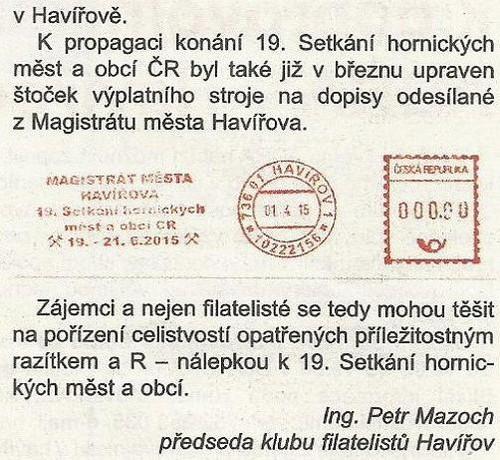 v Havířově.
K propagaci konání 19. Setkání hornických
měst a obcí ČR byl také již v březnu upraven
štoček výplatního stroje na dopisy odesílané
z Magistrátu města Havířova.
MAGISTRÁT MĚSTA
HAVÍŘOVA
19. Setkání hornických
měst a obcí ČR
19. - 21. 6.2015
73601 HAVÍŘOV 1
01.4 15
10222156
ČESKÁ REPUBLIKA
000.00
Zájemci a nejen filatelisté se tedy mohou těšit
na pořízení celistvostí opatřených příležitostným
razítkem a R – nálepkou k 19. Setkání hornic-
kých měst a obcí.
Ing. Petr Mazoch
předseda klubu filatelistů Havířov